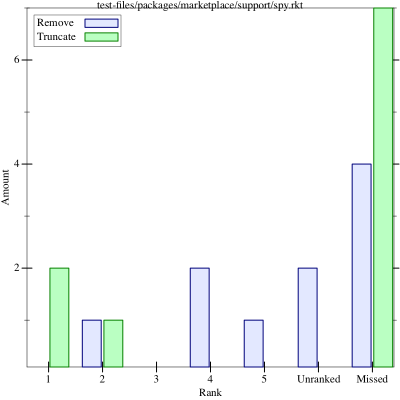 test-files/packages/marketplace/support/spy.rkt
Remove
Truncate
6
4
2
Amount
1 2 3 4 5 Unranked Missed
Rank